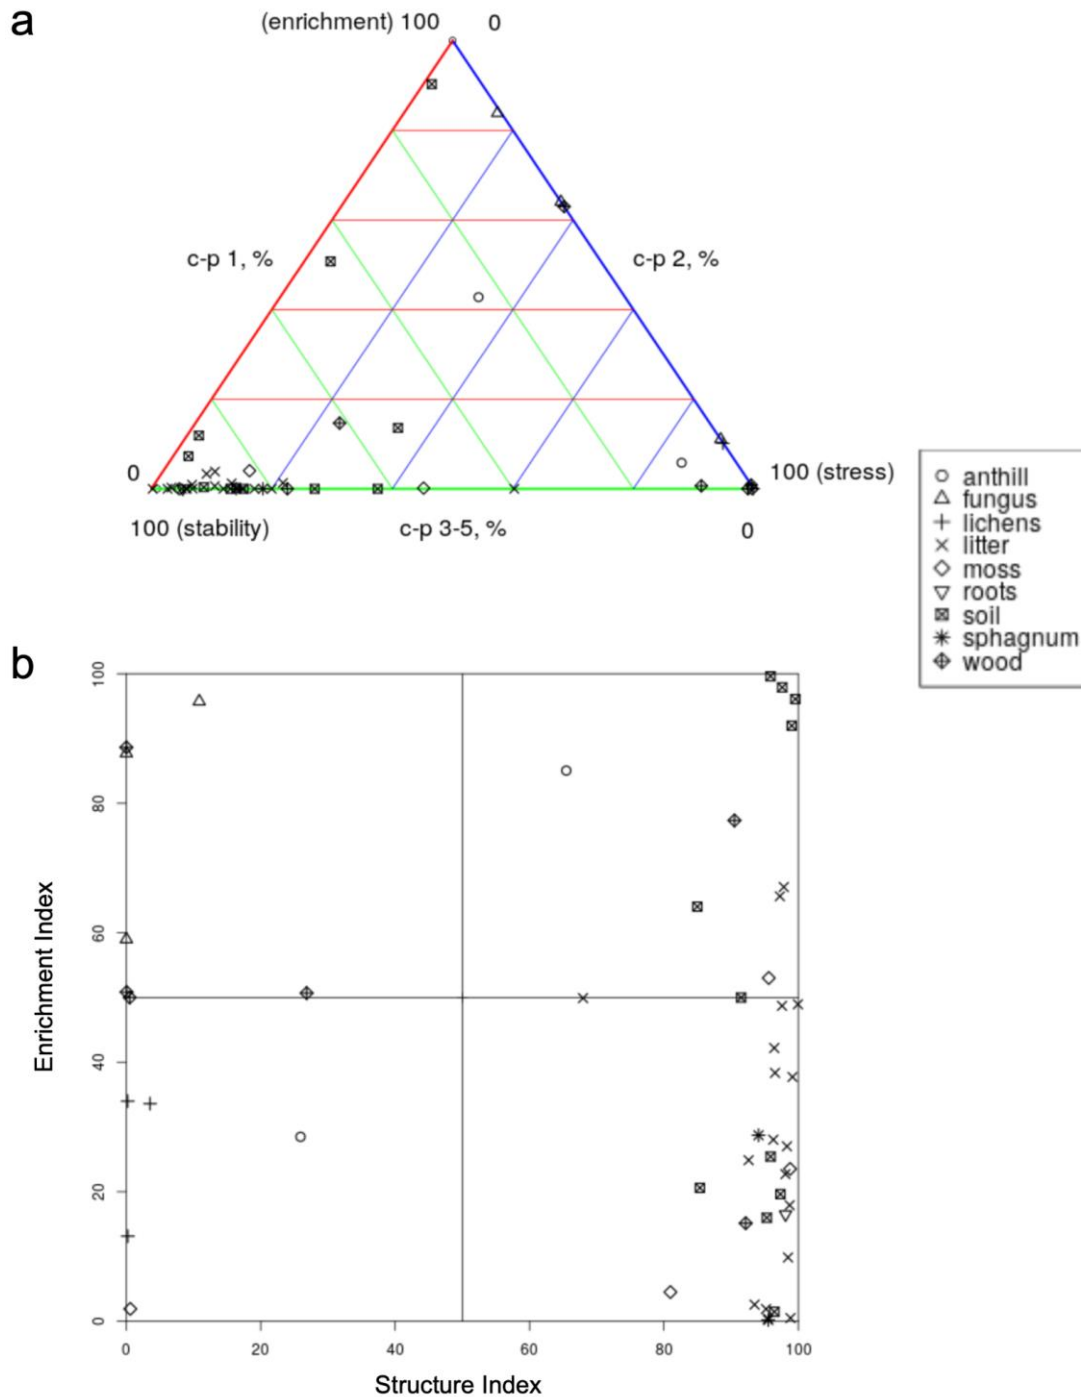 a
(enrichment) 100 0
c-p 1, % c-p 2, %
0 100 (stress)
100 (stability) c-p 3-5, % 0
anthill
fungus
lichens
litter
moss
roots
soil
sphagnum
wood
b
100
80
60
40
20
0
Enrichment Index
0 20 40 60 80 100
Structure Index